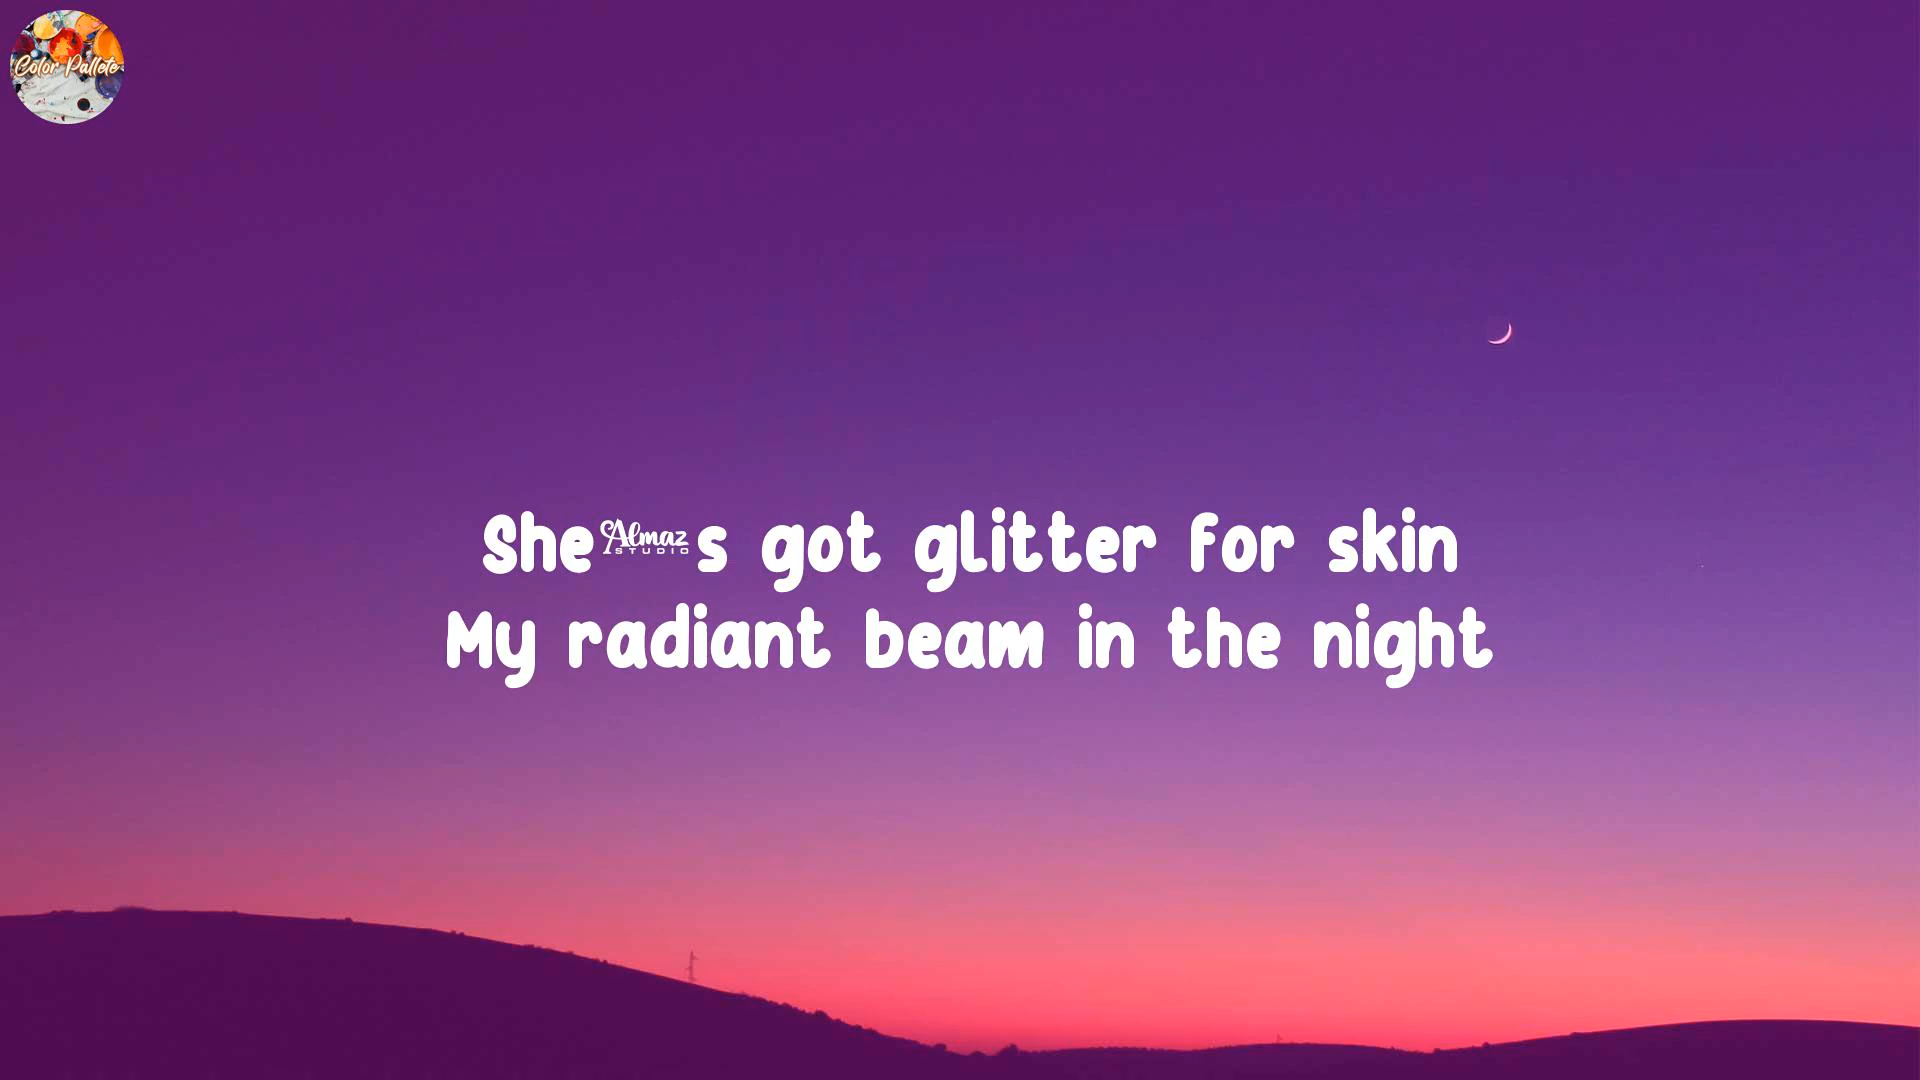 Color Pallete
She Almaz STUDIO s got glitter for skin
My radiant beam in the night